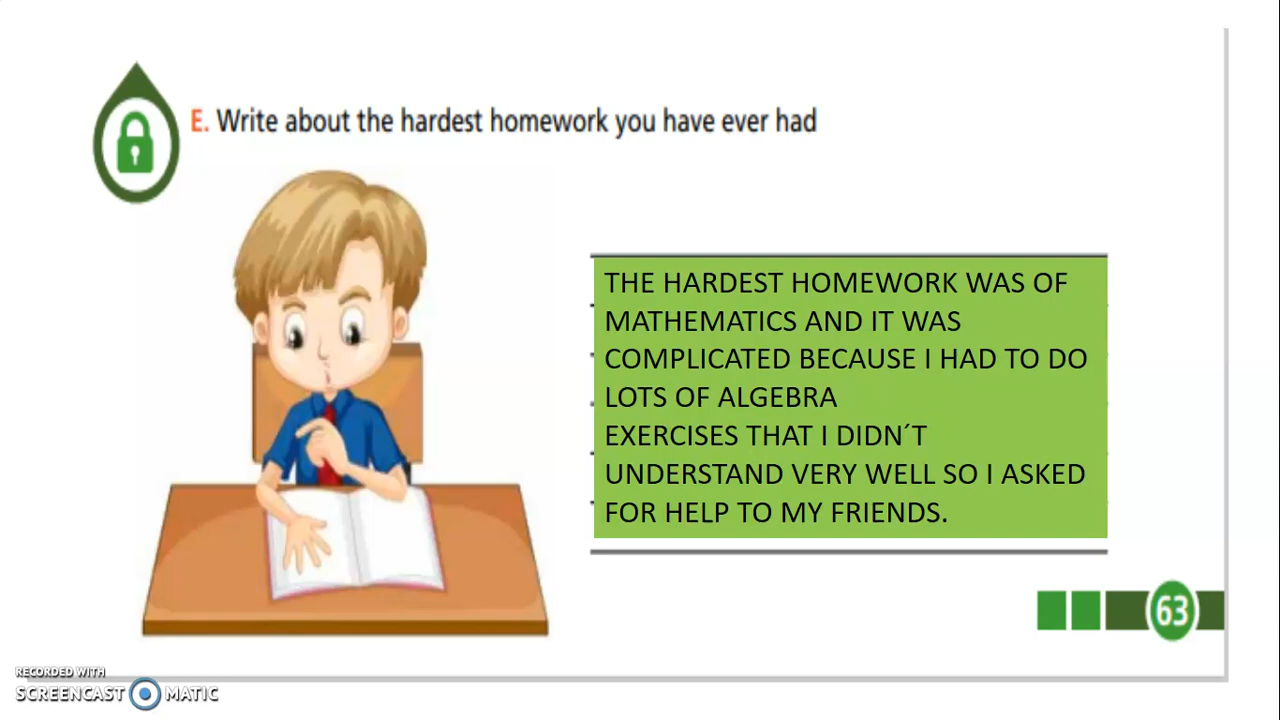 E. Write about the hardest homework you have ever had
THE HARDEST HOMEWORK WAS OF
MATHEMATICS AND IT WAS
COMPLICATED BECAUSE I HAD TO DO
LOTS OF ALGEBRA
EXERCISES THAT I DIDN´T
UNDERSTAND VERY WELL SO I ASKED
FOR HELP TO MY FRIENDS.
63
RECORDED WITH
SCREENCAST MATIC